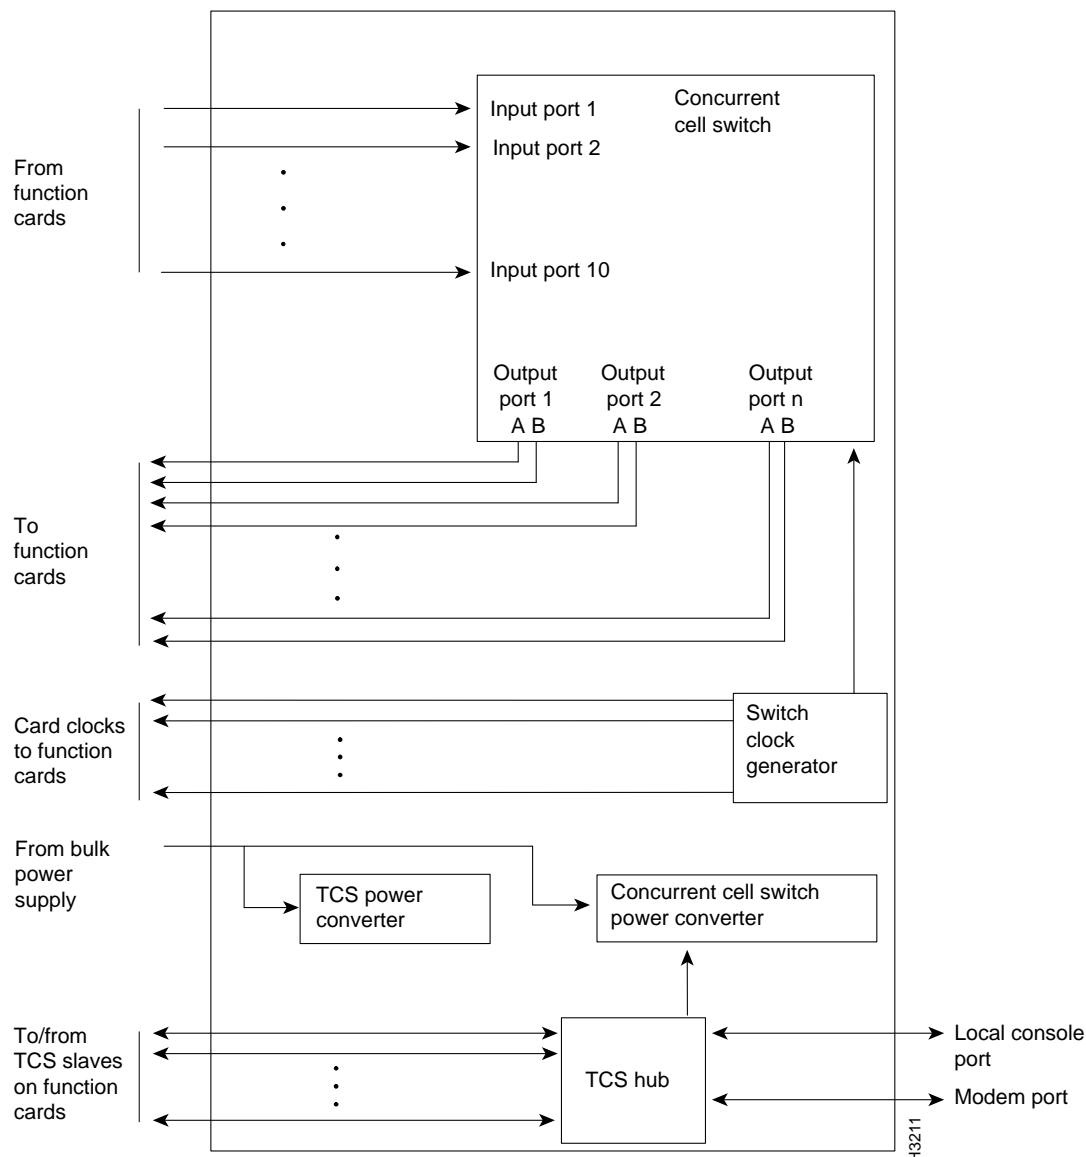 Concurrent
cell switch
Input port 1
Input port 2
Input port 10
From
function
cards
Output
port 1
A B
Output
port 2
A B
Output
port n
A B
To
function
cards
Card clocks
to function
cards
Switch
clock
generator
From bulk
power
supply
TCS power
converter
Concurrent cell switch
power converter
To/from
TCS slaves
on function
cards
TCS hub
Local console
port
Modem port
H3211